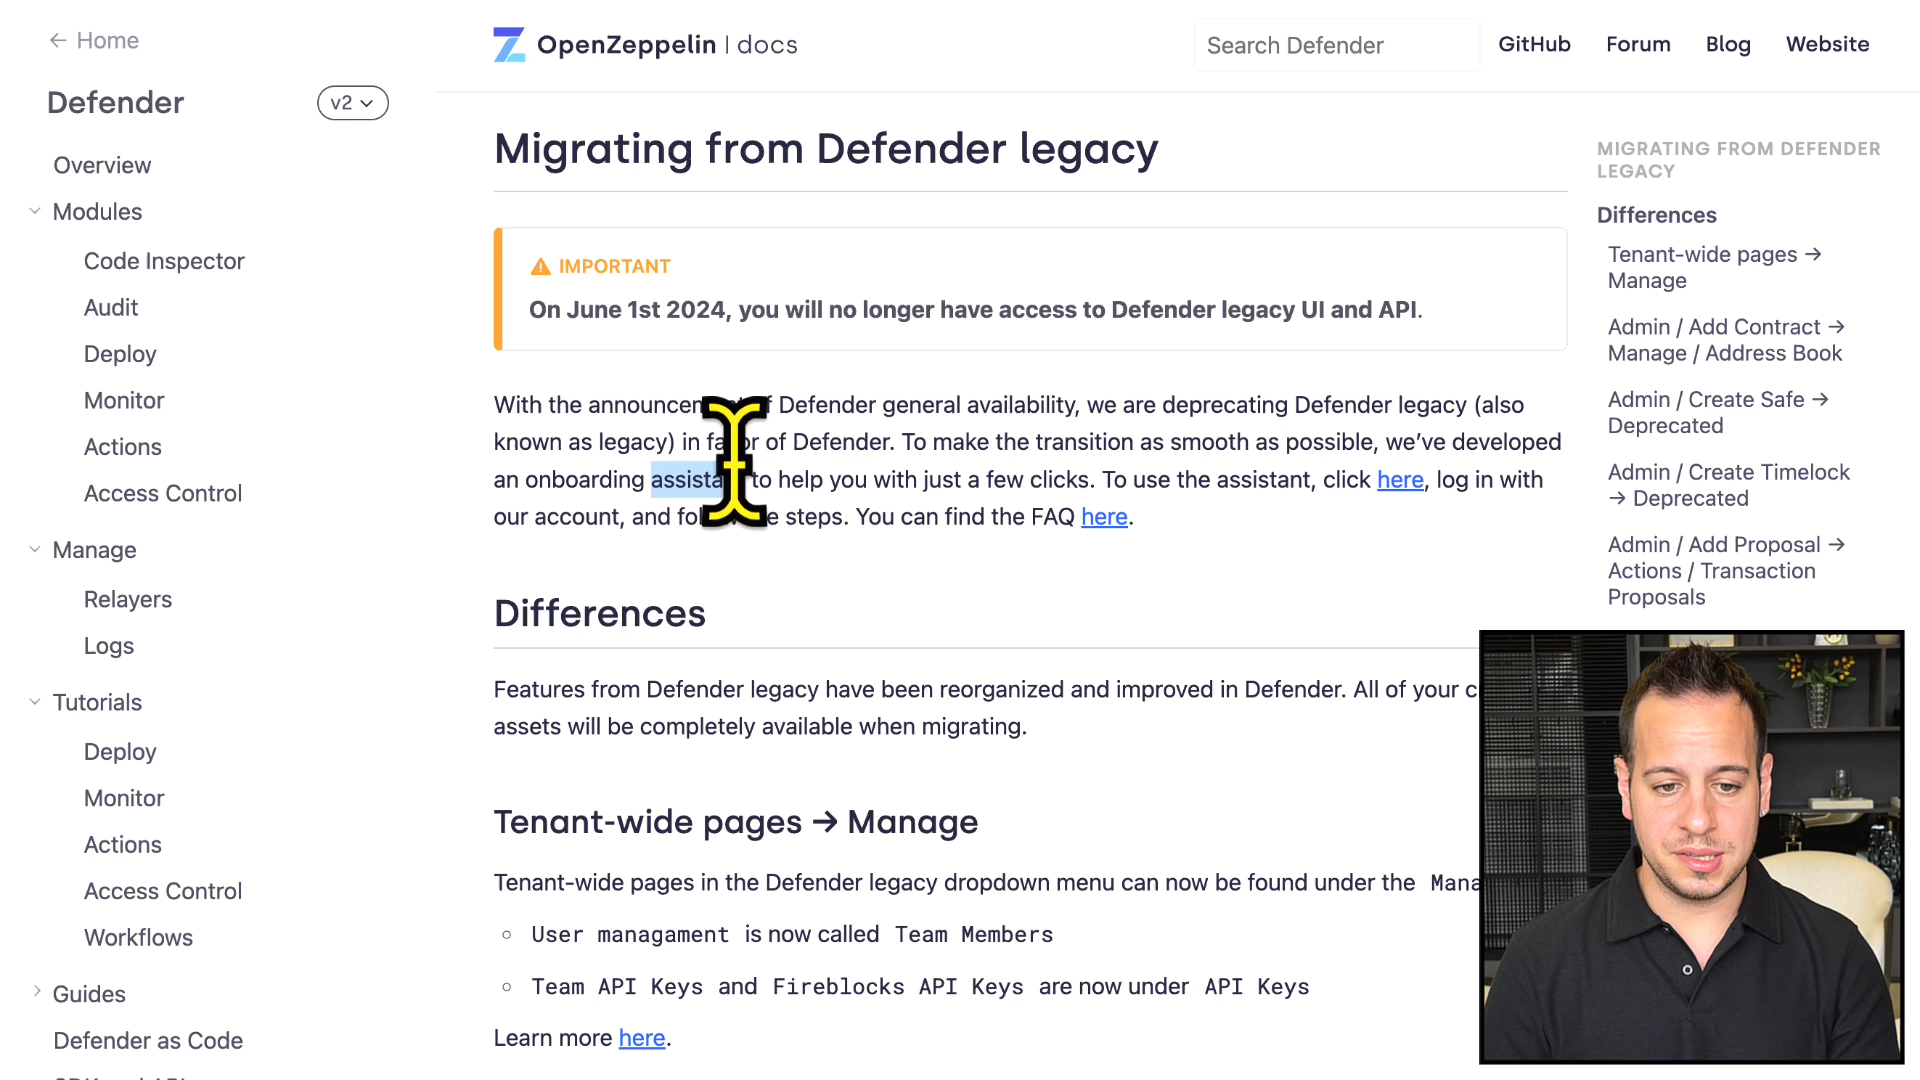 ← Home
Defender
v2
Overview
Modules
Code Inspector
Audit
Deploy
Monitor
Actions
Access Control
Manage
Relayers
Logs
Tutorials
Deploy
Monitor
Actions
Access Control
Workflows
Guides
Defender as Code
OpenZeppelin | docs
Search Defender
GitHub
Forum
Blog
Website
Migrating from Defender legacy
IMPORTANT
On June 1st 2024, you will no longer have access to Defender legacy UI and API.
With the announcen f Defender general availability, we are deprecating Defender legacy (also
known as legacy) in fa or of Defender. To make the transition as smooth as possible, we've developed
an onboarding assista to help you with just a few clicks. To use the assistant, click here, log in with
our account, and fol e steps. You can find the FAQ here.
Differences
Features from Defender legacy have been reorganized and improved in Defender. All of your c
assets will be completely available when migrating.
Tenant-wide pages → Manage
Tenant-wide pages in the Defender legacy dropdown menu can now be found under the Mana
User managament is now called Team Members
Team API Keys and Fireblocks API Keys are now under API Keys
Learn more here.
MIGRATING FROM DEFENDER
LEGACY
Differences
Tenant-wide pages →
Manage
Admin / Add Contract →
Manage / Address Book
Admin / Create Safe →
Deprecated
Admin / Create Timelock
→ Deprecated
Admin / Add Proposal →
Actions / Transaction
Proposals